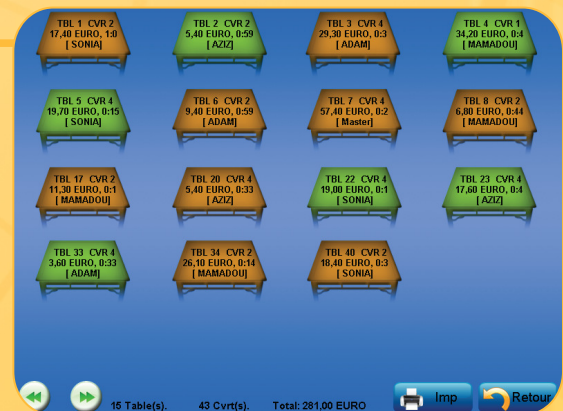 TBL 1 CVR 2
17,40 EURO, 1:0
[ SONIA]
TBL 2 CVR 2
5,40 EURO, 0:59
[ AZIZ]
TBL 3 CVR 4
29,30 EURO, 0:3
[ ADAM]
TBL 4 CVR 1
34,20 EURO, 0:4
[ MAMADOU]
TBL 5 CVR 4
19,70 EURO, 0:15
[ SONIA]
TBL 6 CVR 2
9,40 EURO, 0:59
[ ADAM]
TBL 7 CVR 4
57,40 EURO, 0:2
[ Master]
TBL 8 CVR 2
6,80 EURO, 0:44
[ MAMADOU]
TBL 17 CVR 2
11,30 EURO, 0:1
[ MAMADOU]
TBL 20 CVR 4
5,40 EURO, 0:33
[ AZIZ]
TBL 22 CVR 4
19,00 EURO, 0:1
[ SONIA]
TBL 23 CVR 4
17,60 EURO, 0:4
[ AZIZ]
TBL 33 CVR 4
3,60 EURO, 0:33
[ ADAM]
TBL 34 CVR 2
26,10 EURO, 0:14
[ MAMADOU]
TBL 40 CVR 2
18,40 EURO, 0:3
[ SONIA]
15 Table(s). 43 Cvrt(s). Total: 281,00 EURO
Imp
Retour